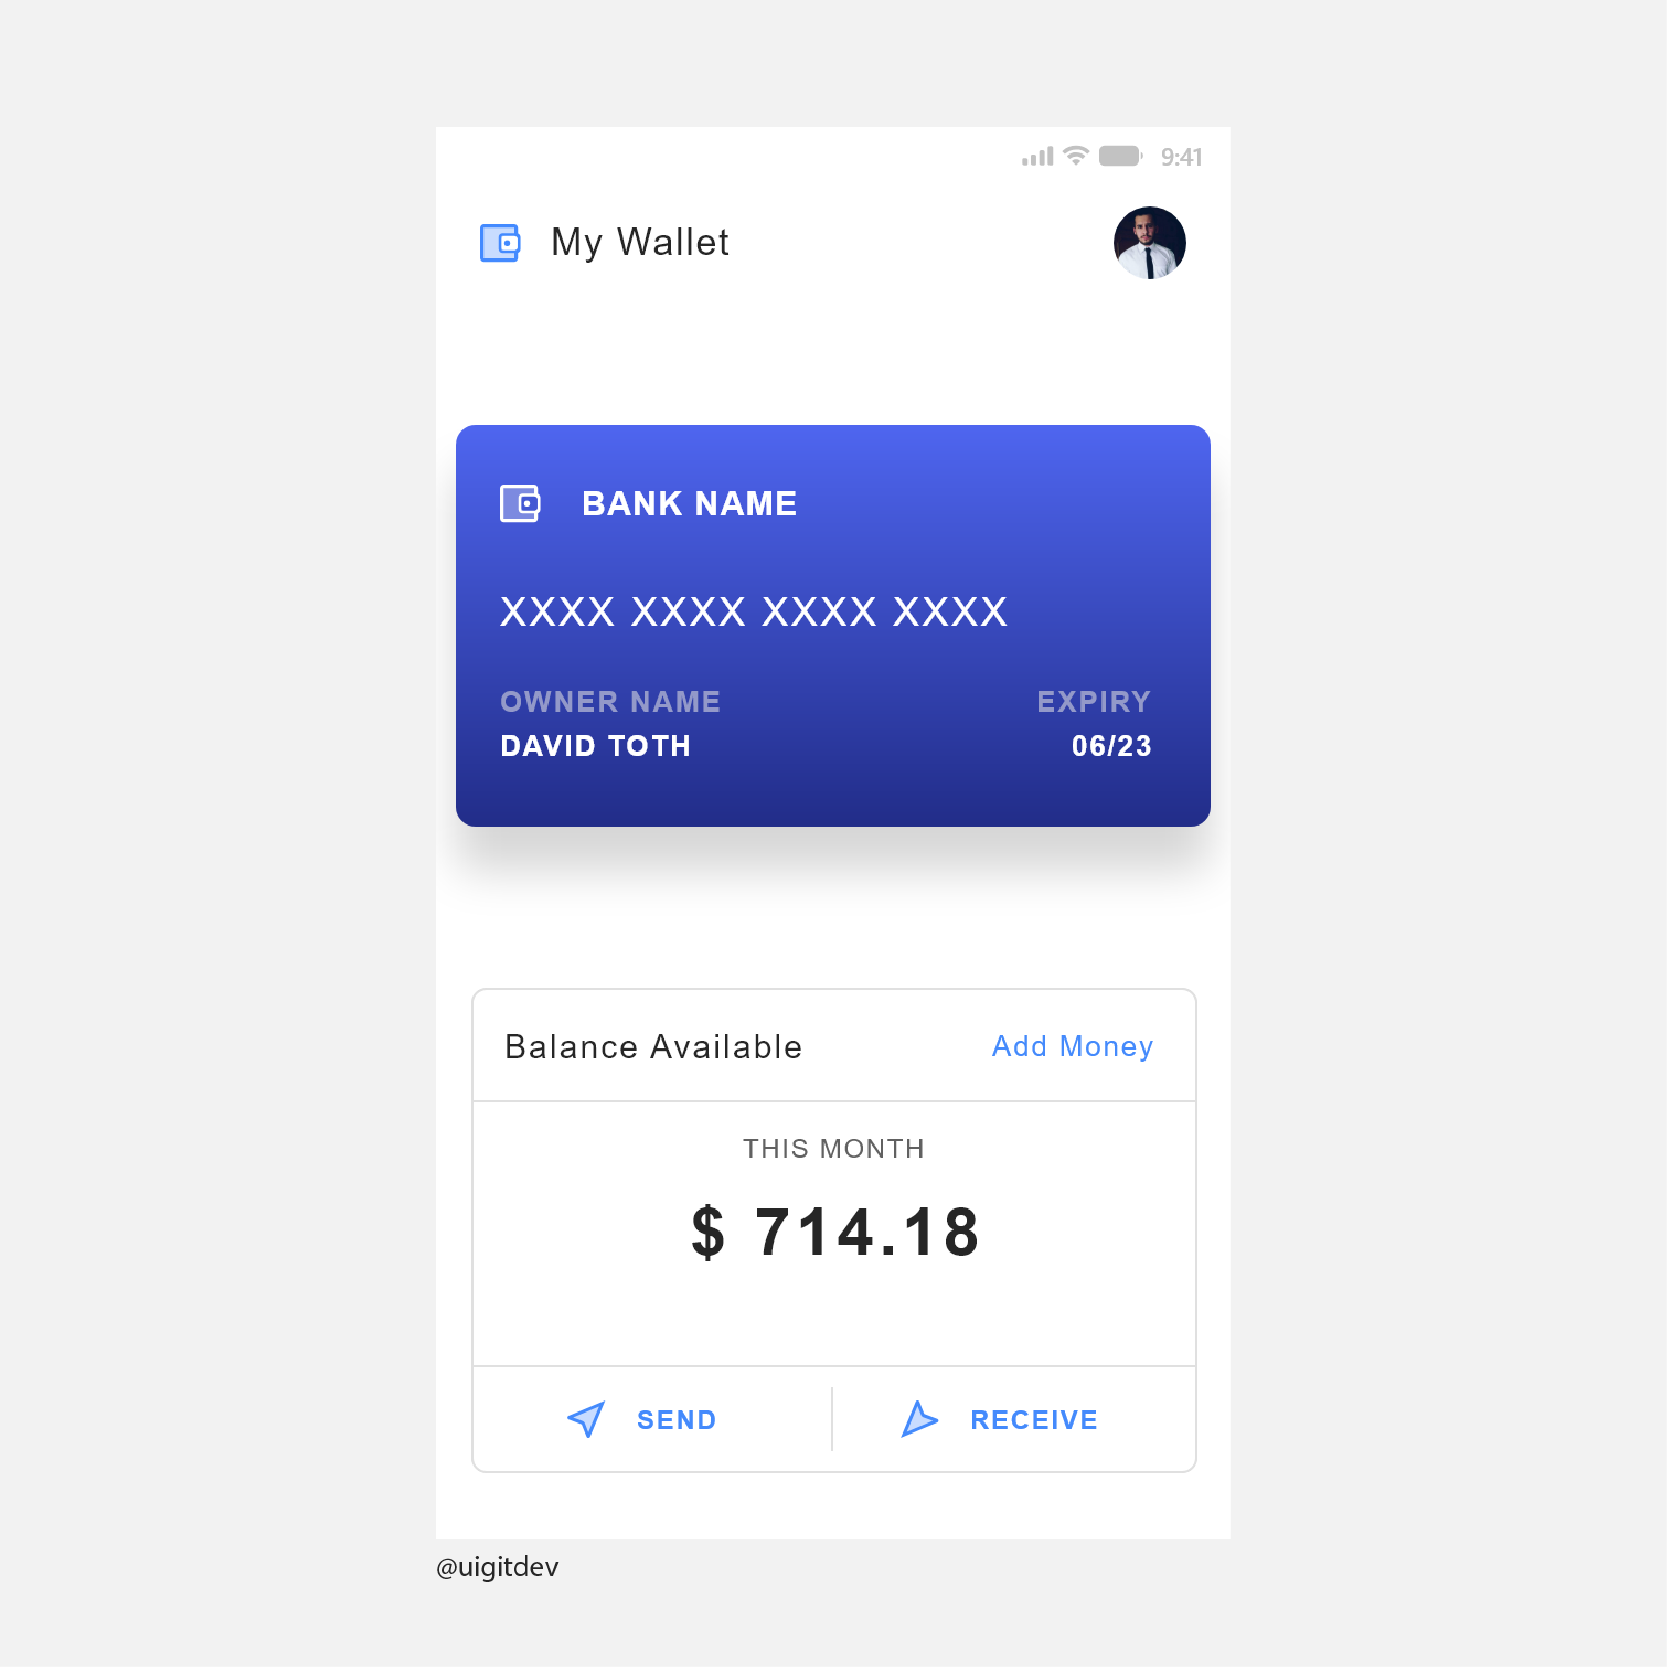 9:41
My Wallet
BANK NAME
XXXX XXXX XXXX XXXX
OWNER NAME EXPIRY
DAVID TOTH 06/23
Balance Available Add Money
THIS MONTH
$ 714.18
SEND RECEIVE
@uigitdev